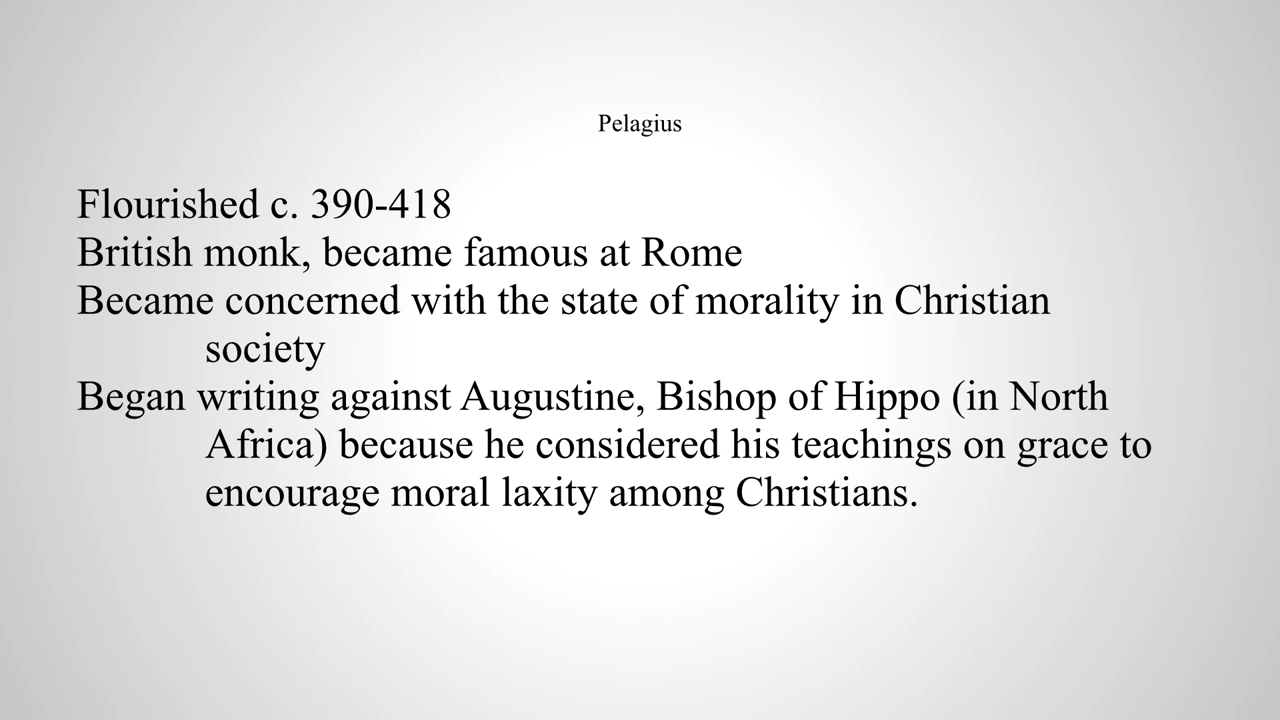 Pelagius
Flourished c. 390-418
British monk, became famous at Rome
Became concerned with the state of morality in Christian
society
Began writing against Augustine, Bishop of Hippo (in North
Africa) because he considered his teachings on grace to
encourage moral laxity among Christians.